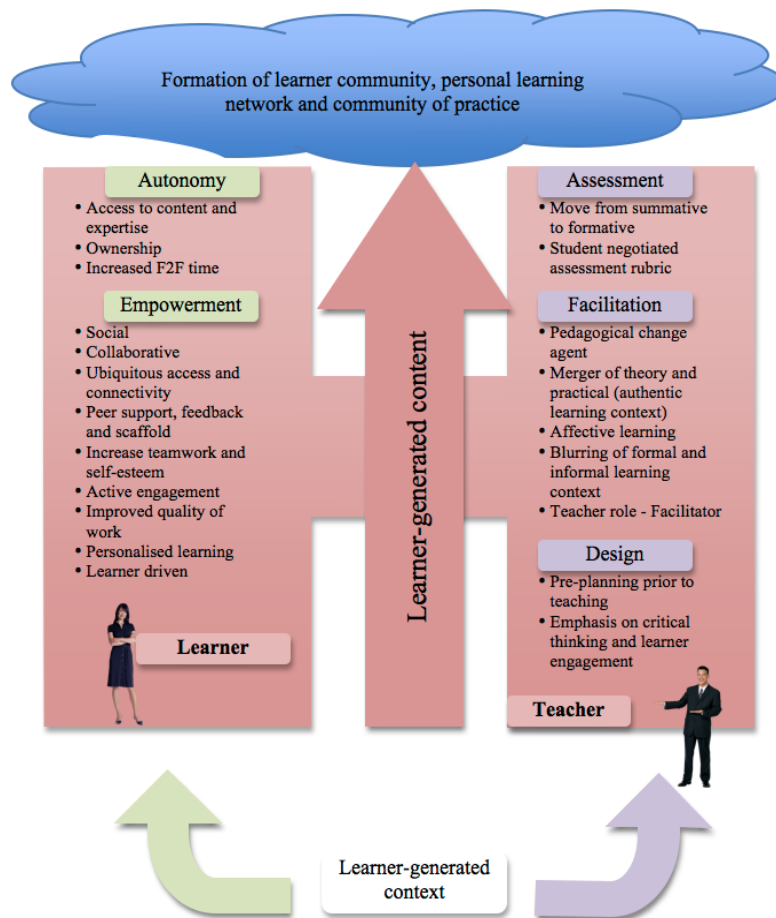 Formation of learner community, personal learning
network and community of practice
Autonomy
• Access to content and
expertise
• Ownership
• Increased F2F time
Empowerment
• Social
• Collaborative
• Ubiquitous access and
connectivity
• Peer support, feedback
and scaffold
• Increase teamwork and
self-esteem
• Active engagement
• Improved quality of
work
• Personalised learning
• Learner driven
Learner
Learner-generated content
Assessment
• Move from summative
to formative
• Student negotiated
assessment rubric
Facilitation
• Pedagogical change
agent
• Merger of theory and
practical (authentic
learning context)
• Affective learning
• Blurring of formal and
informal learning
context
• Teacher role - Facilitator
Design
• Pre-planning prior to
teaching
• Emphasis on critical
thinking and learner
engagement
Teacher
Learner-generated
context